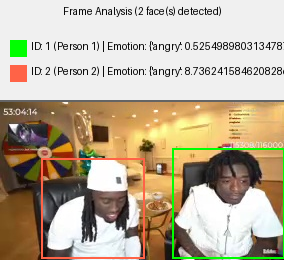 Frame Analysis (2 face(s) detected)
ID: 1 (Person 1) | Emotion: {'angry': 0.5254989803134787
ID: 2 (Person 2) | Emotion: {'angry': 8.736241584620828
53:04:14